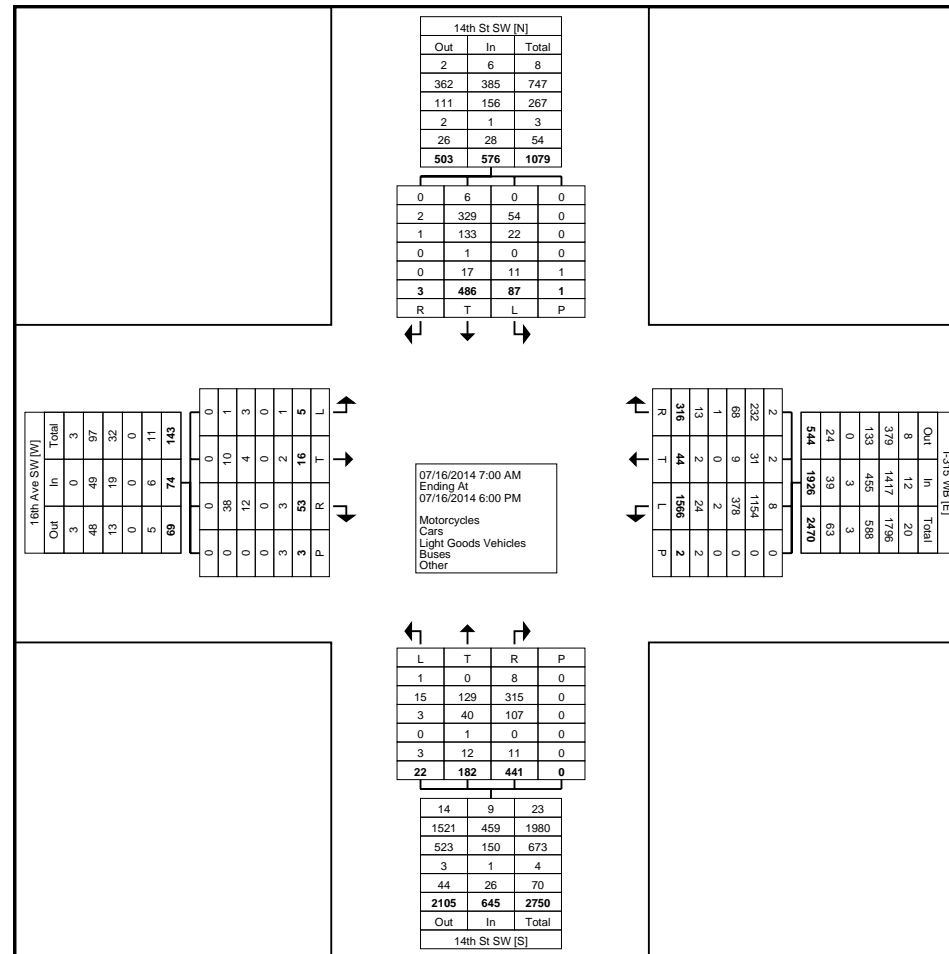 14th St SW [N]
Out In Total
2 6 8
362 385 747
111 156 267
2 1 3
26 28 54
503 576 1079
0 6 0 0
2 329 54 0
1 133 22 0
0 1 0 0
0 17 11 1
3 486 87 1
R T L P
16th Ave SW [W]
Total In Out
3 0 3
97 49 48
32 19 13
0 0 0
11 6 5
143 74 69
0 0 0 0
1 10 38 0
3 4 12 0
0 0 0 0
1 2 3 3
5 16 53 3
L T R P
07/16/2014 7:00 AM
Ending At
07/16/2014 6:00 PM
Motorcycles
Cars
Light Goods Vehicles
Buses
Other
2 2 8 0
232 31 1154 0
68 9 378 0
1 0 2 0
13 2 24 2
316 44 1566 2
R T L P
I-315 WB [E]
Out In Total
8 12 20
379 1417 1796
133 455 588
0 3 3
24 39 63
544 1926 2470
L T R P
1 0 8 0
15 129 315 0
3 40 107 0
0 1 0 0
3 12 11 0
22 182 441 0
14 9 23
1521 459 1980
523 150 673
3 1 4
44 26 70
2105 645 2750
Out In Total
14th St SW [S]